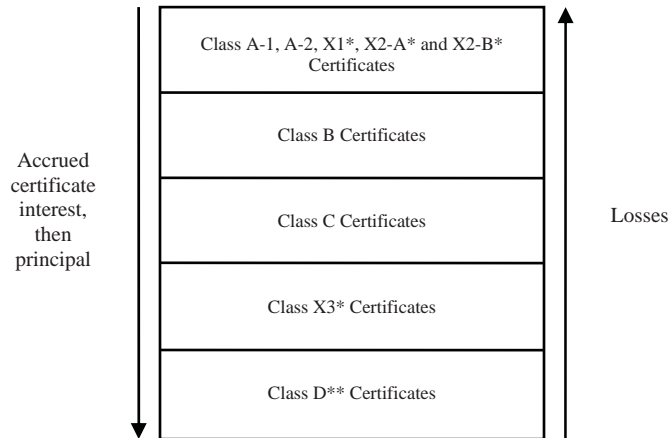 Class A-1, A-2, X1*, X2-A* and X2-B*
Certificates
Class B Certificates
Accrued
certificate
interest,
then
principal
Class C Certificates
Losses
Class X3* Certificates
Class D** Certificates